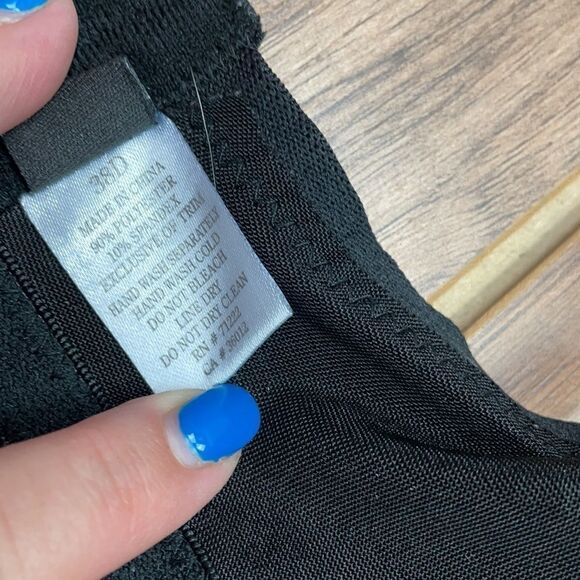 38D
MADE IN CHINA
90% POLYESTER
10% SPANDEX
EXCLUSIVE OF TRIM
HAND WASH SEPARATELY
HAND WASH COLD
DO NOT BLEACH
LINE DRY
DO NOT DRY CLEAN
RN # 71222
CA # 36012